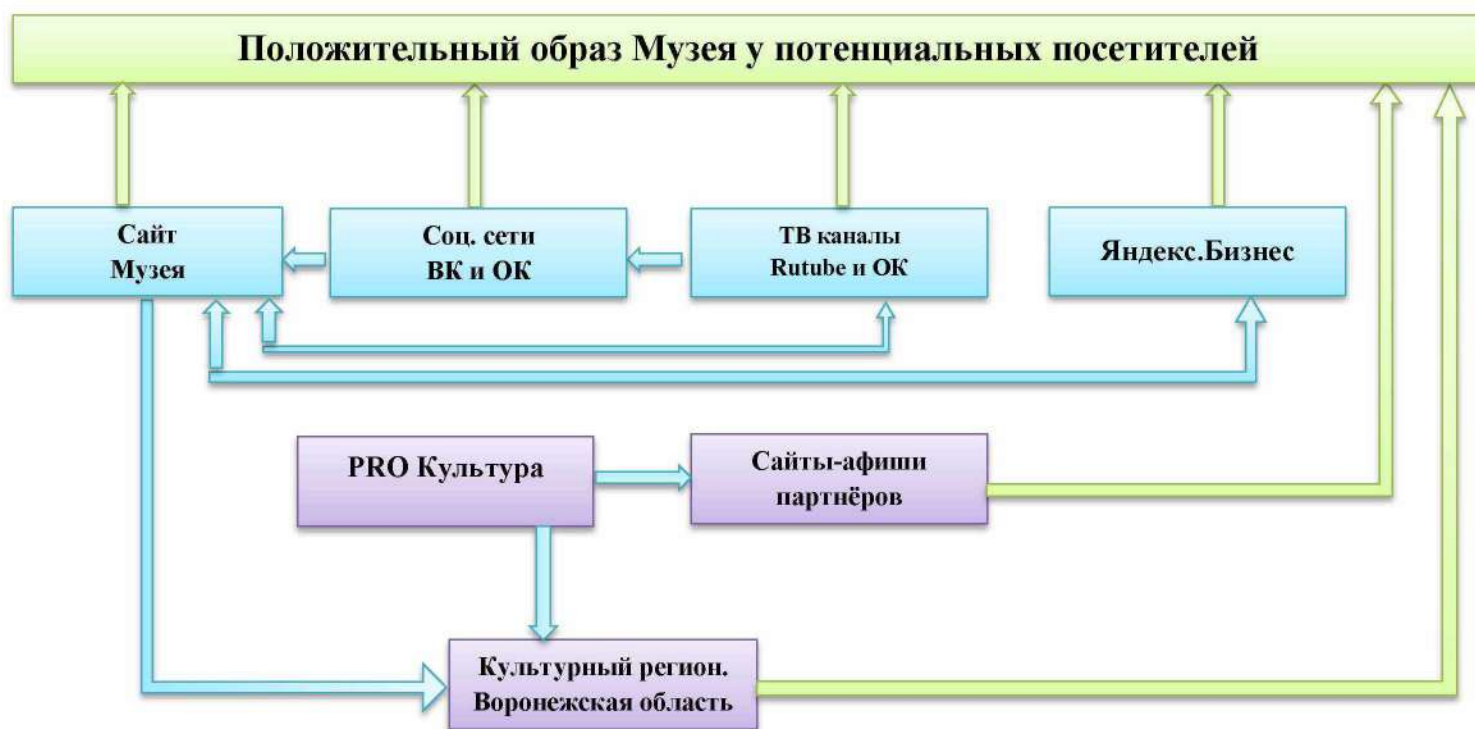 Положительный образ Музея у потенциальных посетителей
Сайт
Музея
Соц. сети
ВК и ОК
ТВ каналы
Rutube и ОК
Яндекс.Бизнес
PRO Культура
Сайты-афиши
партнёров
Культурный регион.
Воронежская область